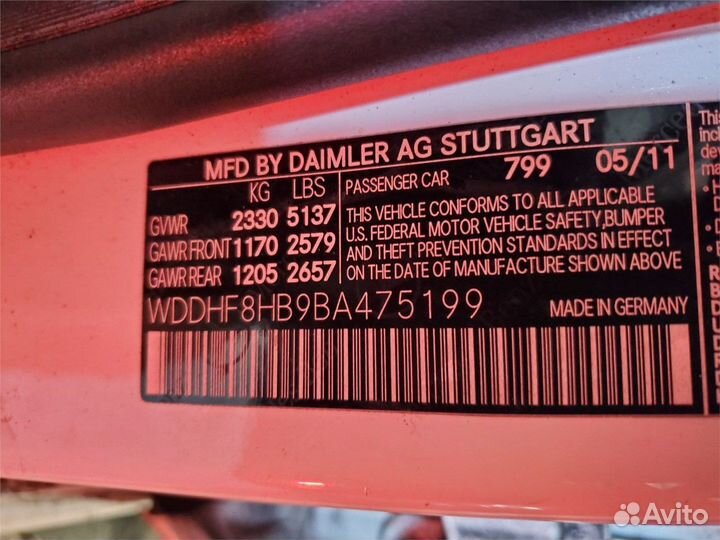 MFD BY DAIMLER AG STUTTGART
KG LBS
GVWR 2330 5137
GAWR FRONT 1170 2579
GAWR REAR 1205 2657
PASSENGER CAR 799 05/11
THIS VEHICLE CONFORMS TO ALL APPLICABLE
U.S. FEDERAL MOTOR VEHICLE SAFETY, BUMPER
AND THEFT PREVENTION STANDARDS IN EFFECT
ON THE DATE OF MANUFACTURE SHOWN ABOVE
WDDHF8HB9BA475199
MADE IN GERMANY
This
Avito